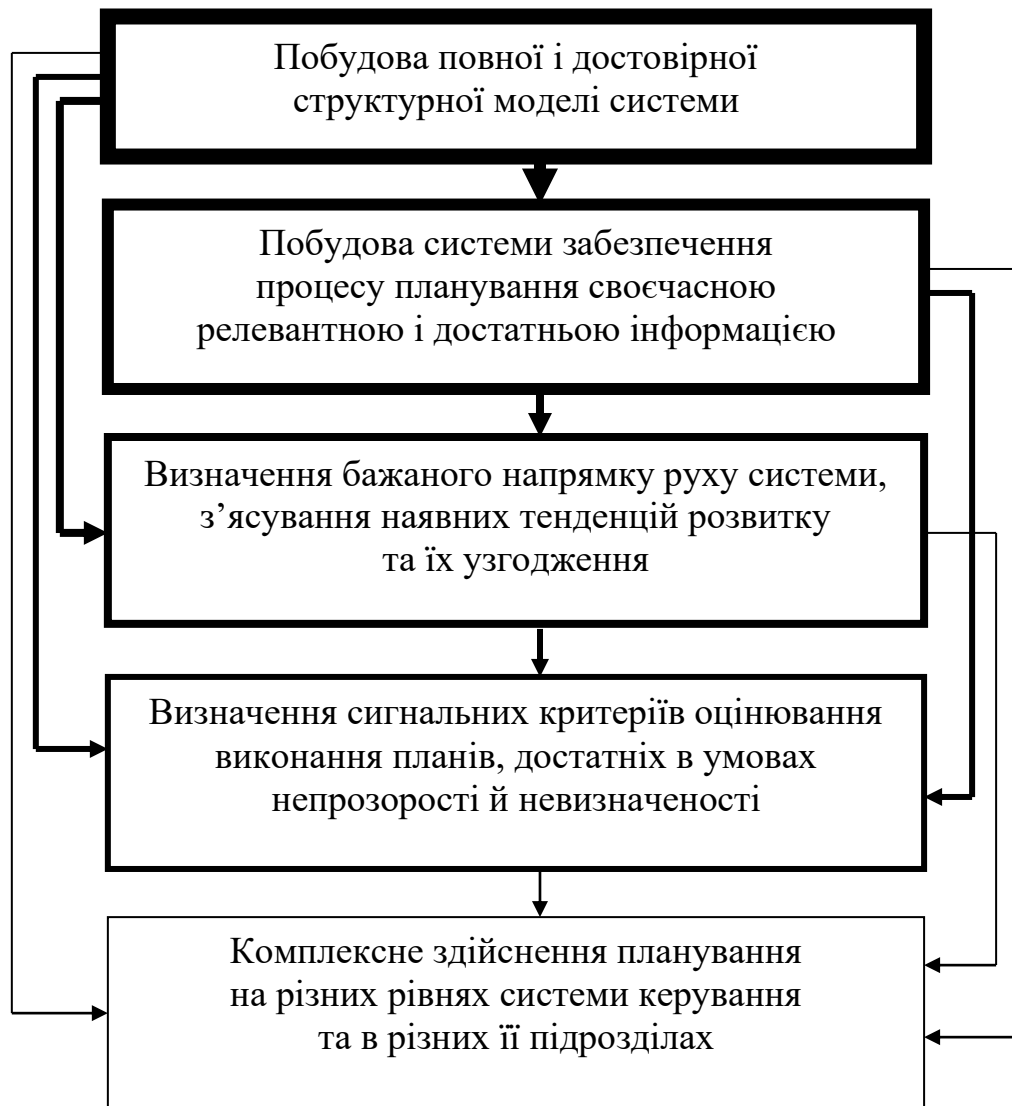 Побудова повної і достовірної
структурної моделі системи
Побудова системи забезпечення
процесу планування своєчасною
релевантною і достатньою інформацією
Визначення бажаного напрямку руху системи,
з’ясування наявних тенденцій розвитку
та їх узгодження
Визначення сигнальних критеріїв оцінювання
виконання планів, достатніх в умовах
непрозорості й невизначеності
Комплексне здійснення планування
на різних рівнях системи керування
та в різних її підрозділах